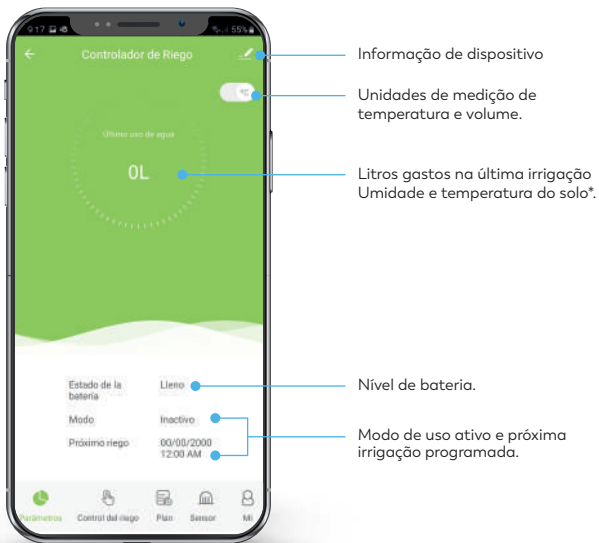 9:17 55%
Controlador de Riego
Informação de dispositivo
Unidades de medição de
temperatura e volume.
Último uso de agua
0L
Litros gastos na última irrigação
Umidade e temperatura do solo*.
Estado de la
batería
Lleno
Nível de bateria.
Modo
Inactivo
Próximo riego
00/00/2000
12:00 AM
Modo de uso ativo e próxima
irrigação programada.
Parámetros
Control del riego
Plan
Sensor
Mi